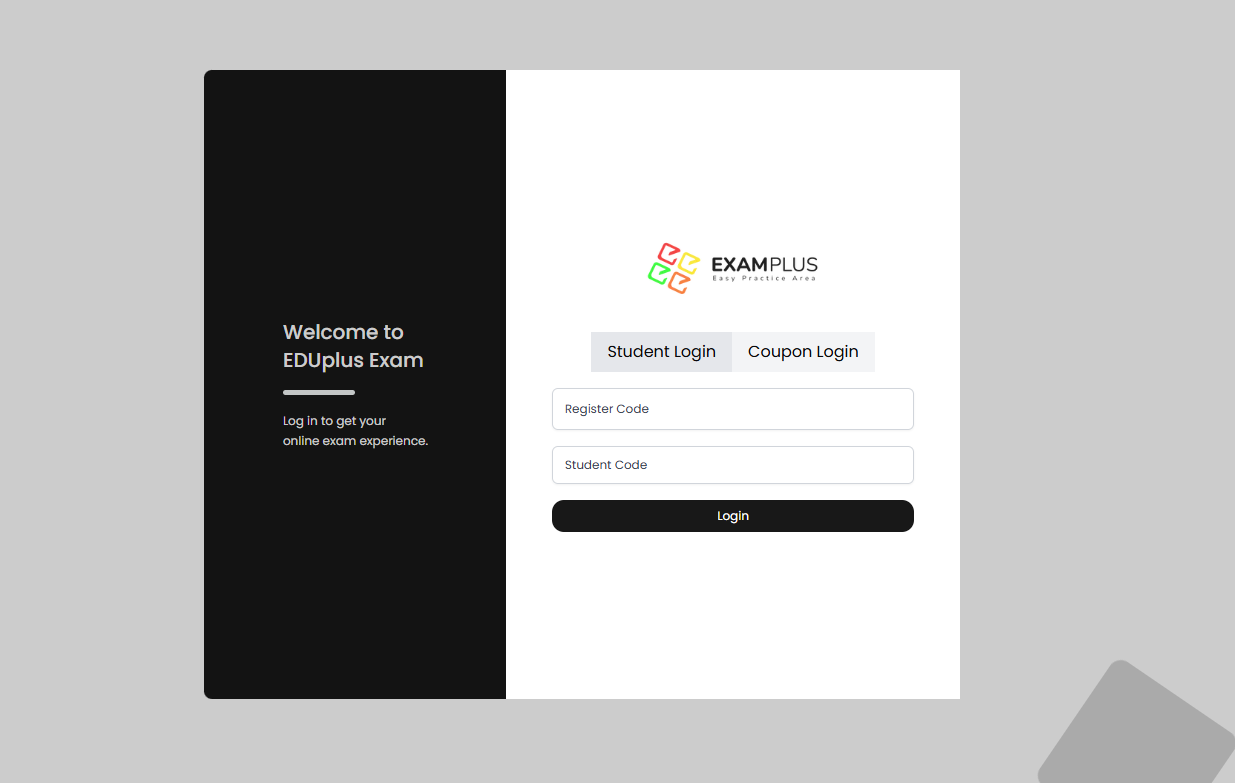 Welcome to
EDUplus Exam
Log in to get your
online exam experience.
EXAMPLUS
Easy Practice Area
Student Login
Coupon Login
Register Code
Student Code
Login